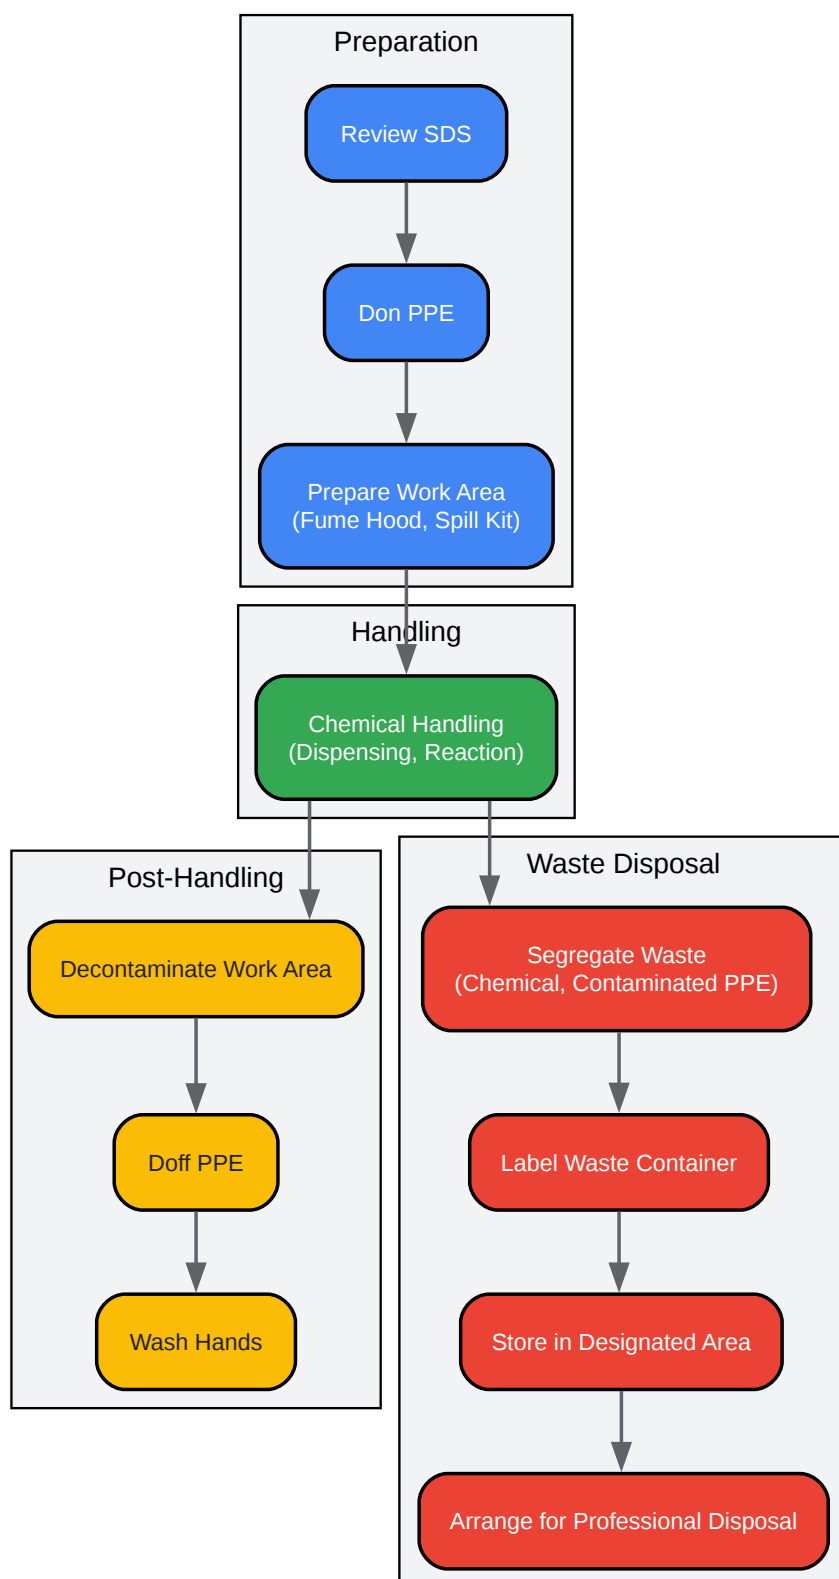 Preparation
Review SDS
Don PPE
Prepare Work Area
(Fume Hood, Spill Kit)
Handling
Chemical Handling
(Dispensing, Reaction)
Post-Handling
Decontaminate Work Area
Doff PPE
Wash Hands
Waste Disposal
Segregate Waste
(Chemical, Contaminated PPE)
Label Waste Container
Store in Designated Area
Arrange for Professional Disposal